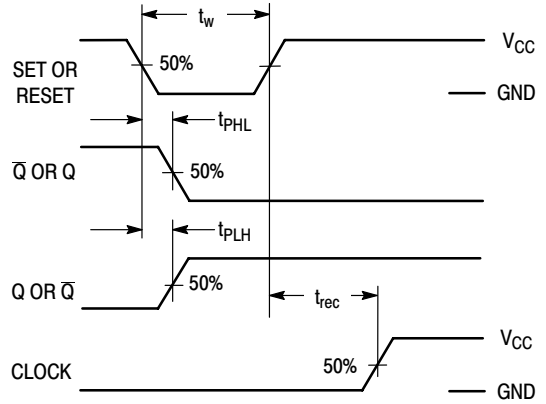 tw
VCC
50%
SET OR
RESET
GND
tPHL
Q̅ OR Q
50%
tPLH
Q OR Q̅
50%
trec
VCC
50%
CLOCK
GND